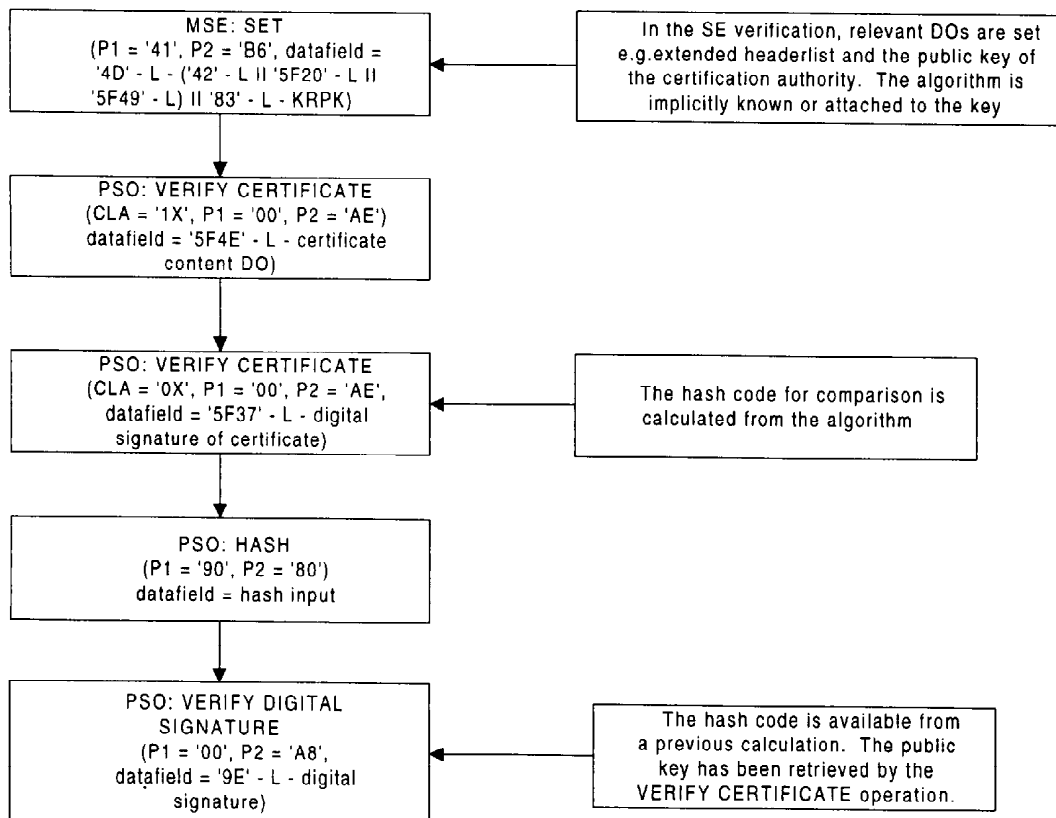 MSE: SET
(P1 = '41', P2 = 'B6', datafield =
'4D' - L - ('42' - L II '5F20' - L II
'5F49' - L) II '83' - L - KRPK)
In the SE verification, relevant DOs are set
e.g.extended headerlist and the public key of
the certification authority. The algorithm is
implicitly known or attached to the key
PSO: VERIFY CERTIFICATE
(CLA = '1X', P1 = '00', P2 = 'AE')
datafield = '5F4E' - L - certificate
content DO)
PSO: VERIFY CERTIFICATE
(CLA = '0X', P1 = '00', P2 = 'AE',
datafield = '5F37' - L - digital
signature of certificate)
The hash code for comparison is
calculated from the algorithm
PSO: HASH
(P1 = '90', P2 = '80')
datafield = hash input
PSO: VERIFY DIGITAL
SIGNATURE
(P1 = '00', P2 = 'A8',
datafield = '9E' - L - digital
signature)
The hash code is available from
a previous calculation. The public
key has been retrieved by the
VERIFY CERTIFICATE operation.